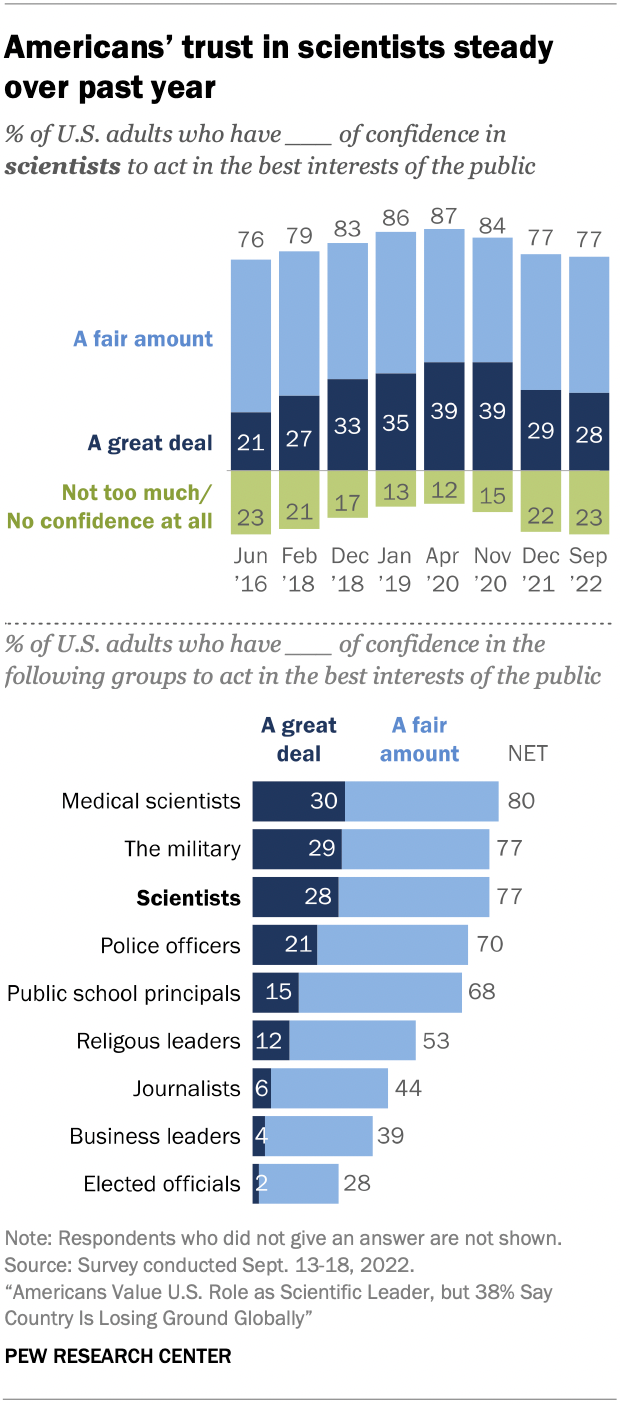 Americans’ trust in scientists steady
over past year
% of U.S. adults who have ___ of confidence in
scientists to act in the best interests of the public
76 79 83 86 87 84 77 77
A fair amount
A great deal
21 27 33 35 39 39 29 28
Not too much/
No confidence at all
23 21 17 13 12 15 22 23
Jun Feb Dec Jan Apr Nov Dec Sep
’16 ’18 ’18 ’19 ’20 ’20 ’21 ’22
% of U.S. adults who have ___ of confidence in the
following groups to act in the best interests of the public
A great A fair
deal amount NET
Medical scientists 30 80
The military 29 77
Scientists 28 77
Police officers 21 70
Public school principals 15 68
Religous leaders 12 53
Journalists 6 44
Business leaders 4 39
Elected officials 2 28
Note: Respondents who did not give an answer are not shown.
Source: Survey conducted Sept. 13-18, 2022.
“Americans Value U.S. Role as Scientific Leader, but 38% Say
Country Is Losing Ground Globally”
PEW RESEARCH CENTER